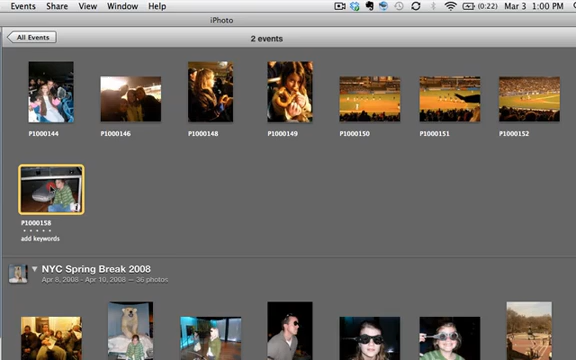 Events Share View Window Help (0:22) Mar 3 1:00 PM
iPhoto
All Events 2 events
P1000144 P1000146 P1000148 P1000149 P1000150 P1000151 P1000152
P1000158
add keywords
NYC Spring Break 2008
Apr 8, 2008 - Apr 10, 2008 — 36 photos